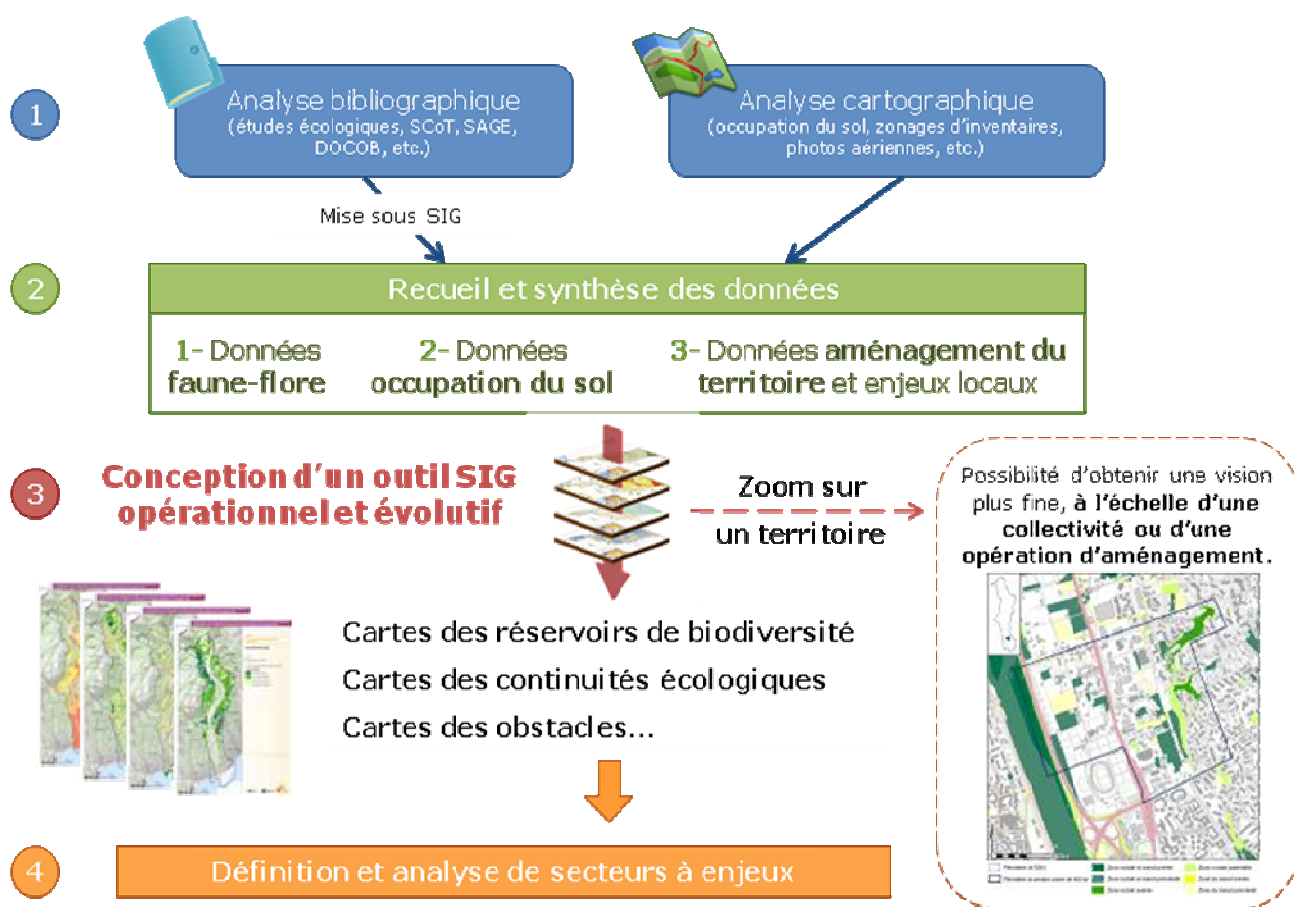 1
Analyse bibliographique
(études écologiques, SCoT, SAGE,
DOCOB, etc.)
Analyse cartographique
(occupation du sol, zonages d'inventaires,
photos aériennes, etc.)
Mise sous SIG
2
Recueil et synthèse des données
1- Données
faune-flore
2- Données
occupation du sol
3- Données aménagement du
territoire et enjeux locaux
3
Conception d'un outil SIG
opérationnel et évolutif
Zoom sur
un territoire
Possibilité d'obtenir une vision
plus fine, à l'échelle d'une
collectivité ou d'une
opération d'aménagement.
Cartes des réservoirs de biodiversité
Cartes des continuités écologiques
Cartes des obstacles...
4
Définition et analyse de secteurs à enjeux